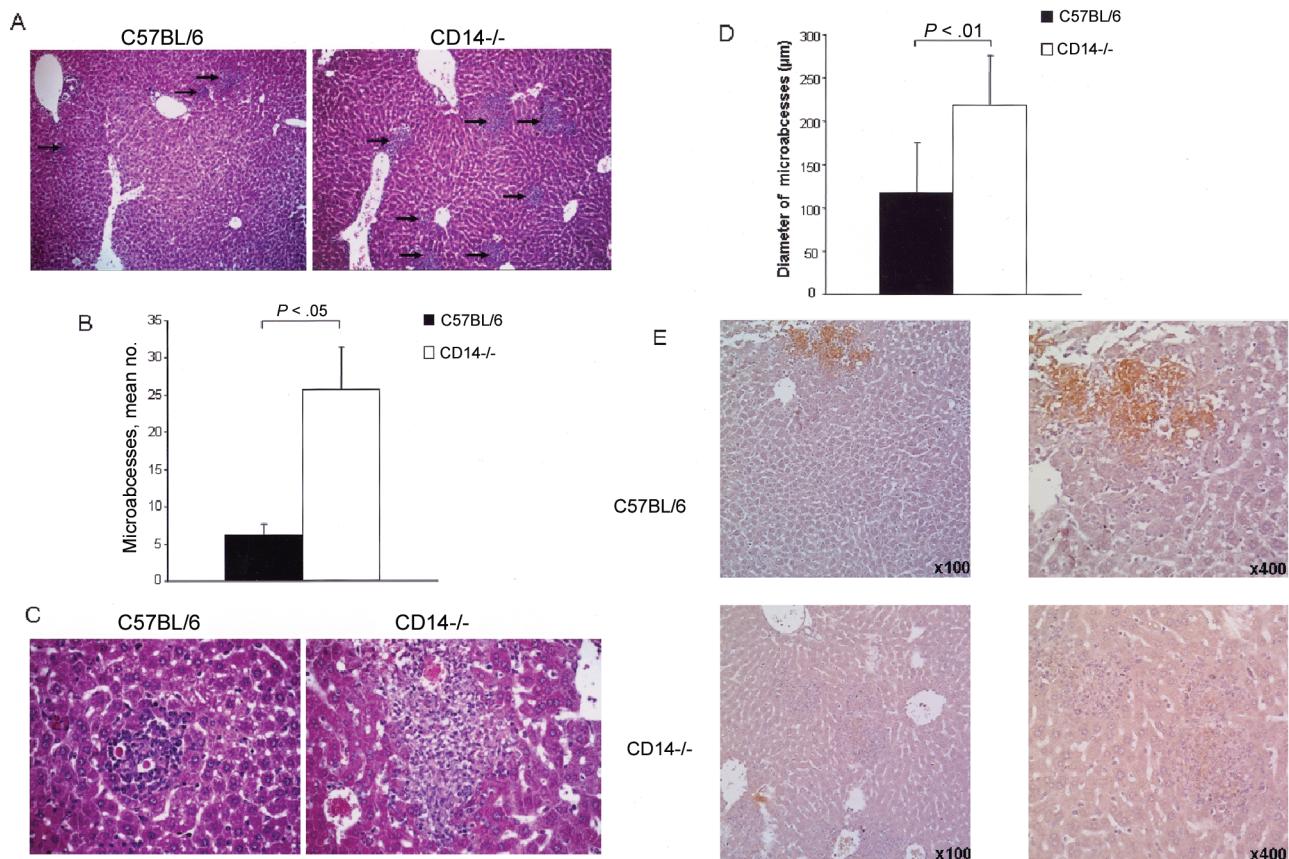 A
C57BL/6
CD14-/-
B
Microabcesses, mean no.
35
30
25
20
15
10
5
0
P < .05
C57BL/6
CD14-/-
C
C57BL/6
CD14-/-
D
Diameter of microabcesses (µm)
300
250
200
150
100
50
0
P < .01
C57BL/6
CD14-/-
E
C57BL/6
x100
x400
CD14-/-
x100
x400